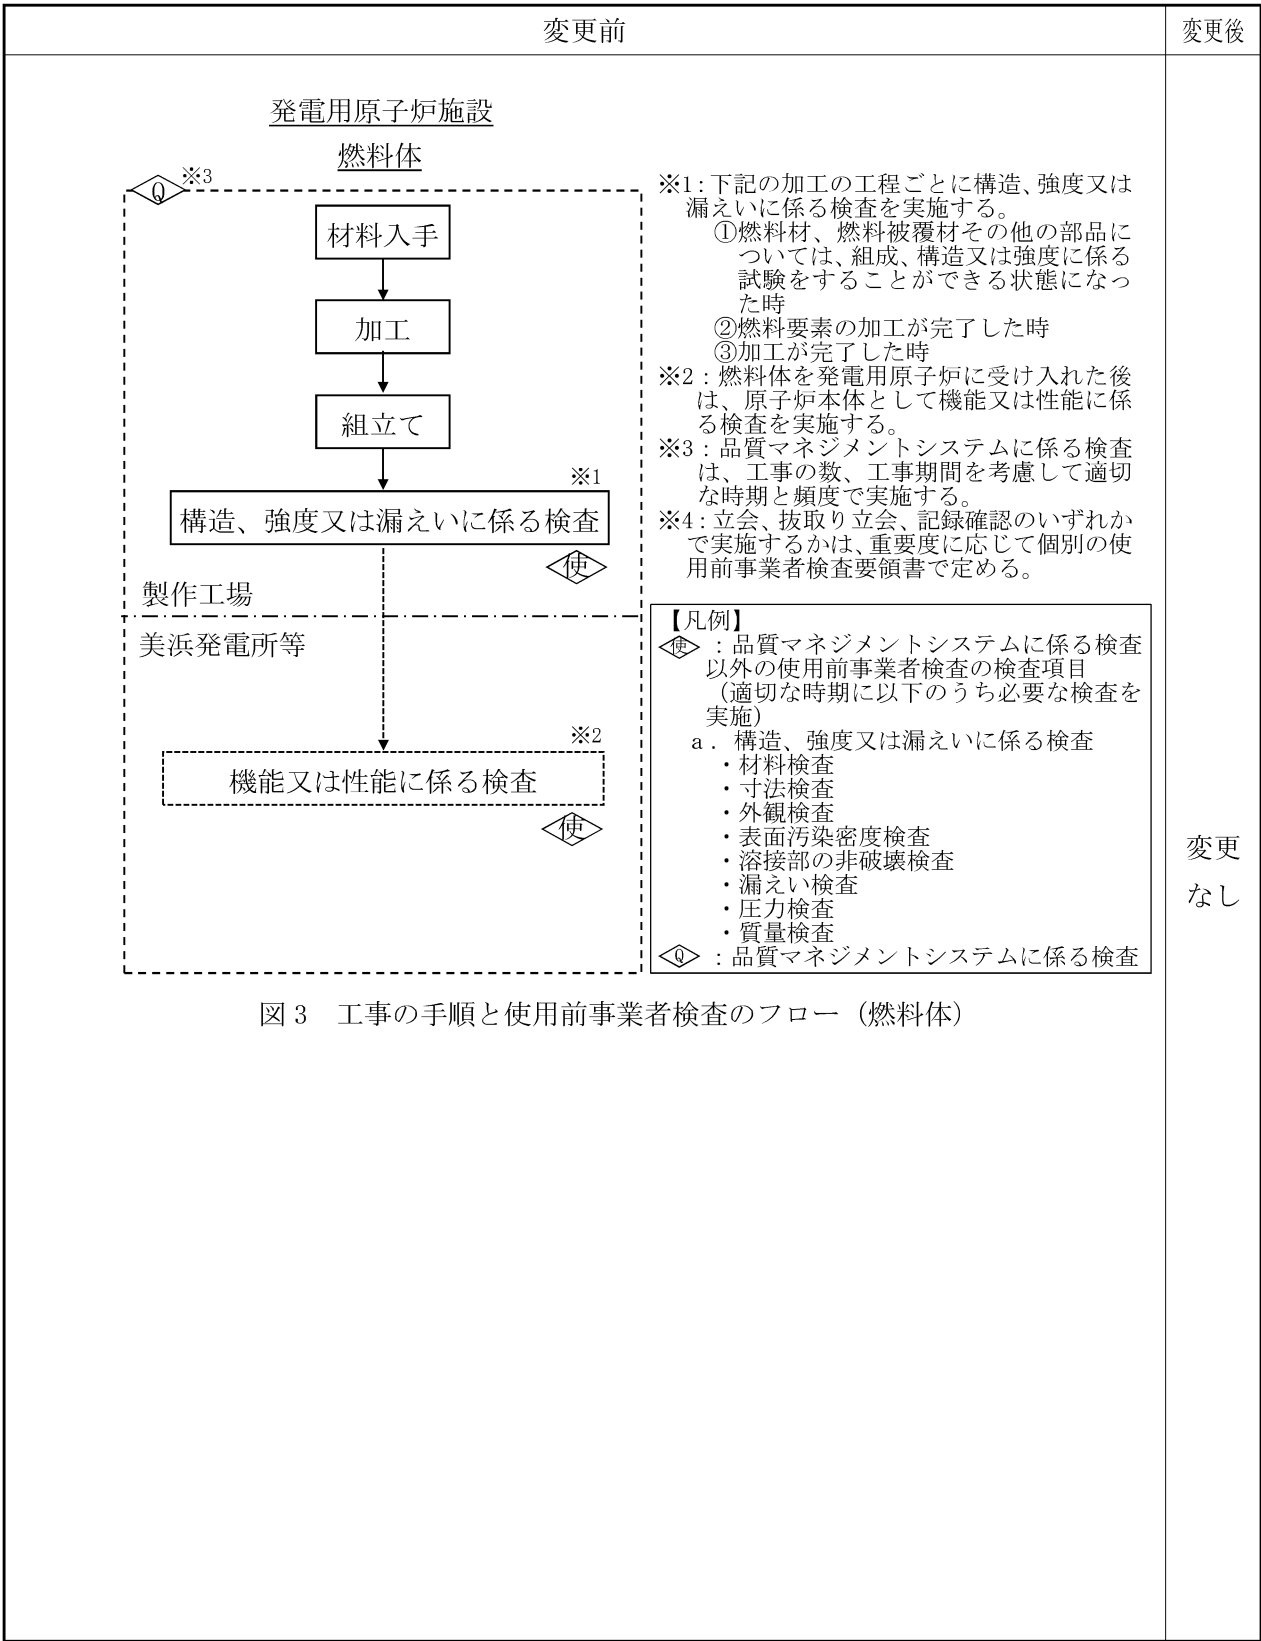 変更前
変更後
発電用原子炉施設
燃料体
Q
※3
材料入手
加工
組立て
※1
構造、強度又は漏えいに係る検査
使
製作工場
美浜発電所等
※2
機能又は性能に係る検査
使
※1：下記の加工の工程ごとに構造、強度又は
漏えいに係る検査を実施する。
①燃料材、燃料被覆材その他の部品に
ついては、組成、構造又は強度に係る
試験をすることができる状態になっ
た時
②燃料要素の加工が完了した時
③加工が完了した時
※2：燃料体を発電用原子炉に受け入れた後
は、原子炉本体として機能又は性能に係
る検査を実施する。
※3：品質マネジメントシステムに係る検査
は、工事の数、工事期間を考慮して適切
な時期と頻度で実施する。
※4：立会、抜取り立会、記録確認のいずれか
で実施するかは、重要度に応じて個別の使
用前事業者検査要領書で定める。
【凡例】
使：品質マネジメントシステムに係る検査
以外の使用前事業者検査の検査項目
（適切な時期に以下のうち必要な検査を
実施）
a．構造、強度又は漏えいに係る検査
・材料検査
・寸法検査
・外観検査
・表面汚染密度検査
・溶接部の非破壊検査
・漏えい検査
・圧力検査
・質量検査
Q：品質マネジメントシステムに係る検査
図3　工事の手順と使用前事業者検査のフロー（燃料体）
変更
なし